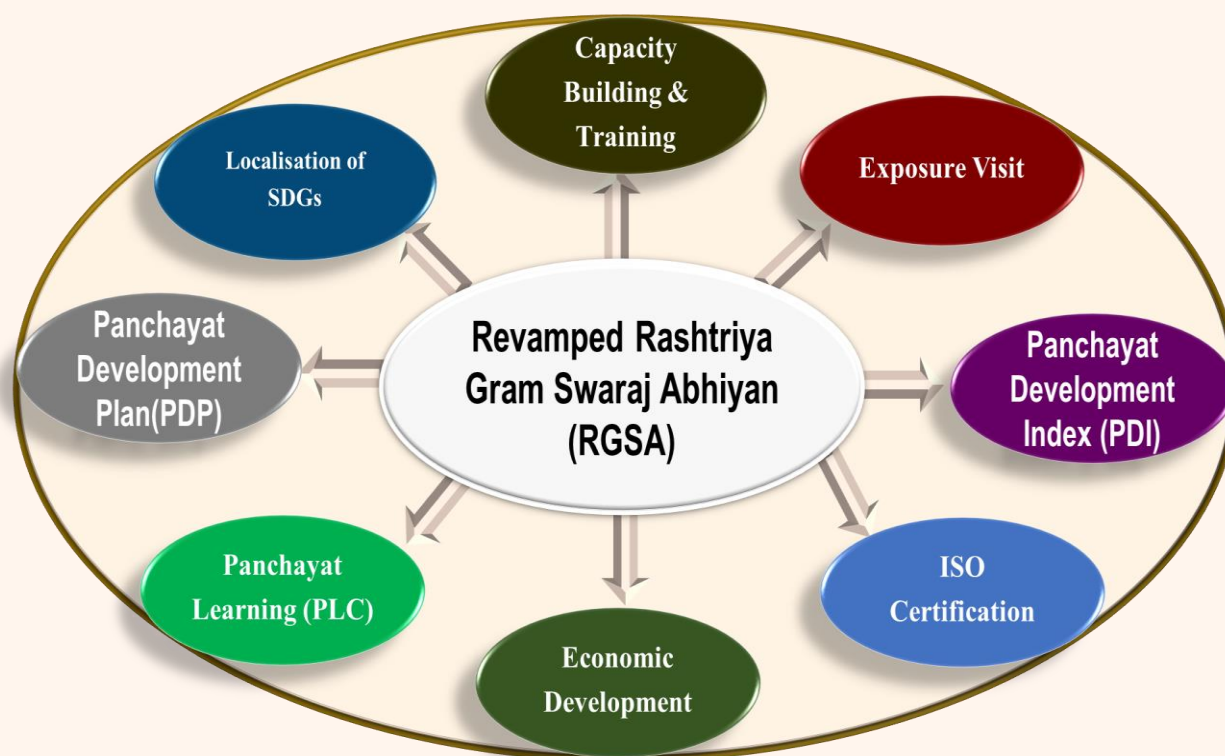 Capacity
Building &
Training
Localisation of
SDGs
Exposure Visit
Panchayat
Development
Plan(PDP)
Revamped Rashtriya
Gram Swaraj Abhiyan
(RGSA)
Panchayat
Development
Index (PDI)
Panchayat
Learning (PLC)
ISO
Certification
Economic
Development